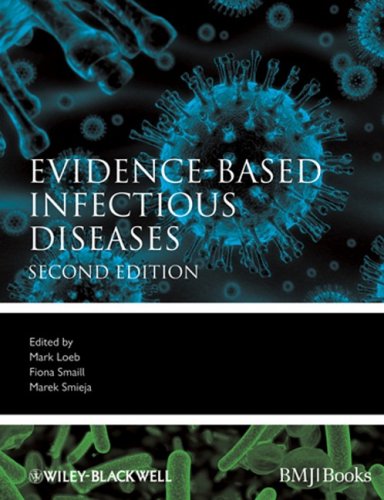 EVIDENCE-BASED
INFECTIOUS
DISEASES
SECOND EDITION
Edited by
Mark Loeb
Fiona Smaill
Marek Smieja
WILEY-BLACKWELL
BMJ|Books